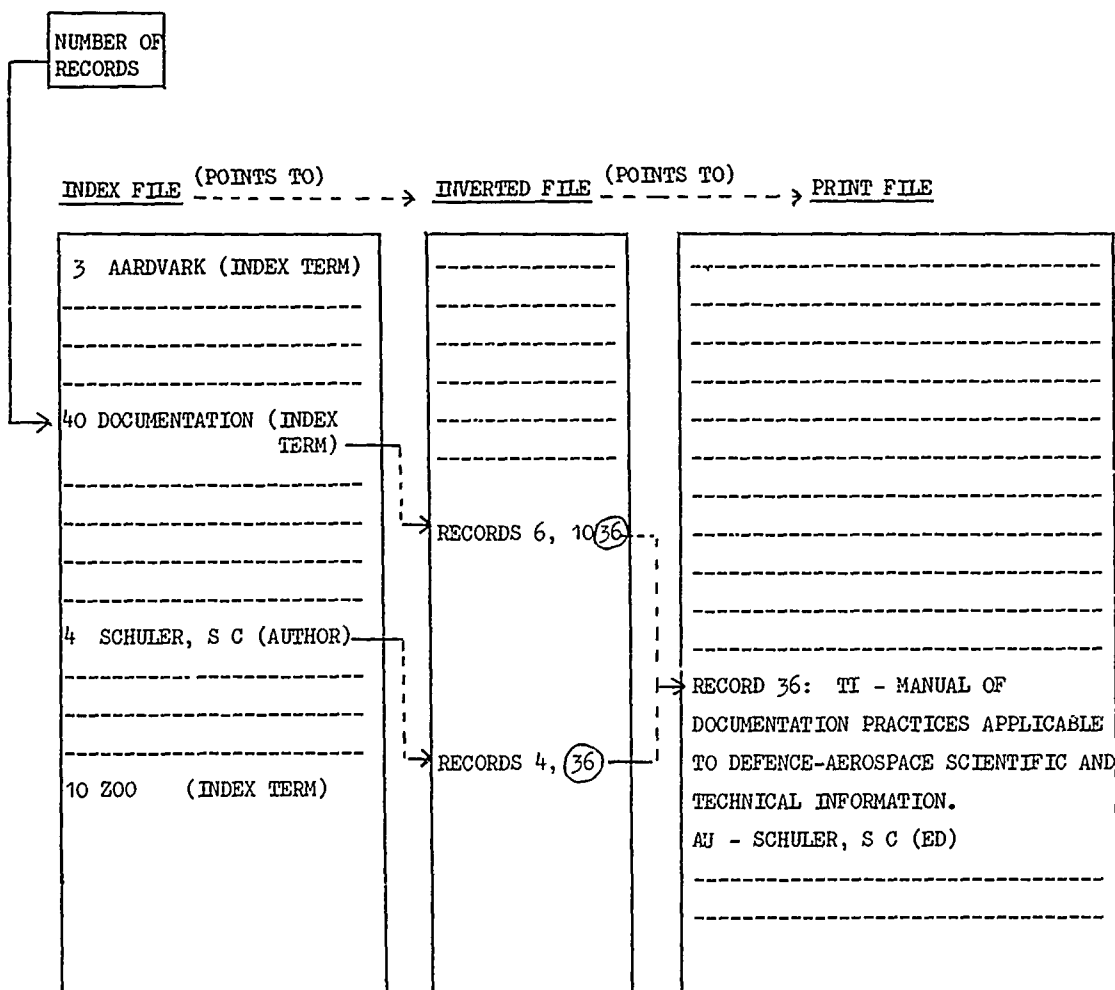 NUMBER OF
RECORDS
INDEX FILE (POINTS TO) INVERTED FILE (POINTS TO) PRINT FILE
3 AARDVARK (INDEX TERM)
40 DOCUMENTATION (INDEX
TERM)
RECORDS 6, 10 36
4 SCHULER, S C (AUTHOR)
RECORDS 4, 36
10 ZOO (INDEX TERM)
RECORD 36: TI - MANUAL OF
DOCUMENTATION PRACTICES APPLICABLE
TO DEFENCE-AEROSPACE SCIENTIFIC AND
TECHNICAL INFORMATION.
AU - SCHULER, S C (ED)